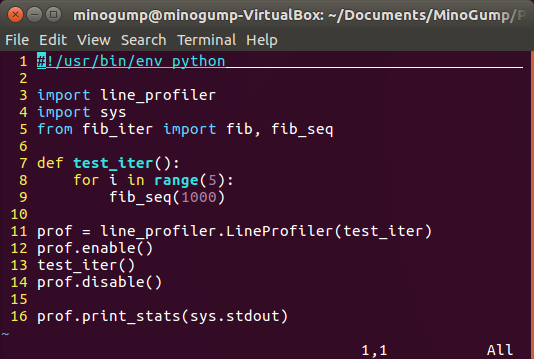 minogump@minogump-VirtualBox: ~/Documents/MinoGump/P
File Edit View Search Terminal Help
1 #!/usr/bin/env python
2
3 import line_profiler
4 import sys
5 from fib_iter import fib, fib_seq
6
7 def test_iter():
8     for i in range(5):
9         fib_seq(1000)
10
11 prof = line_profiler.LineProfiler(test_iter)
12 prof.enable()
13 test_iter()
14 prof.disable()
15
16 prof.print_stats(sys.stdout)
~
1,1 All